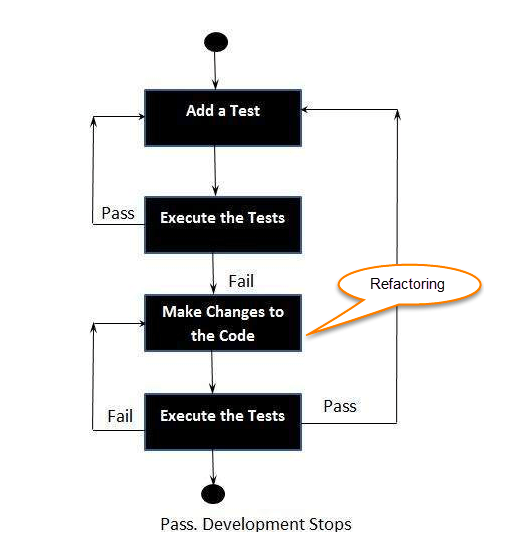 Add a Test
Pass
Execute the Tests
Fail
Refactoring
Make Changes to
the Code
Fail
Execute the Tests
Pass
Pass. Development Stops